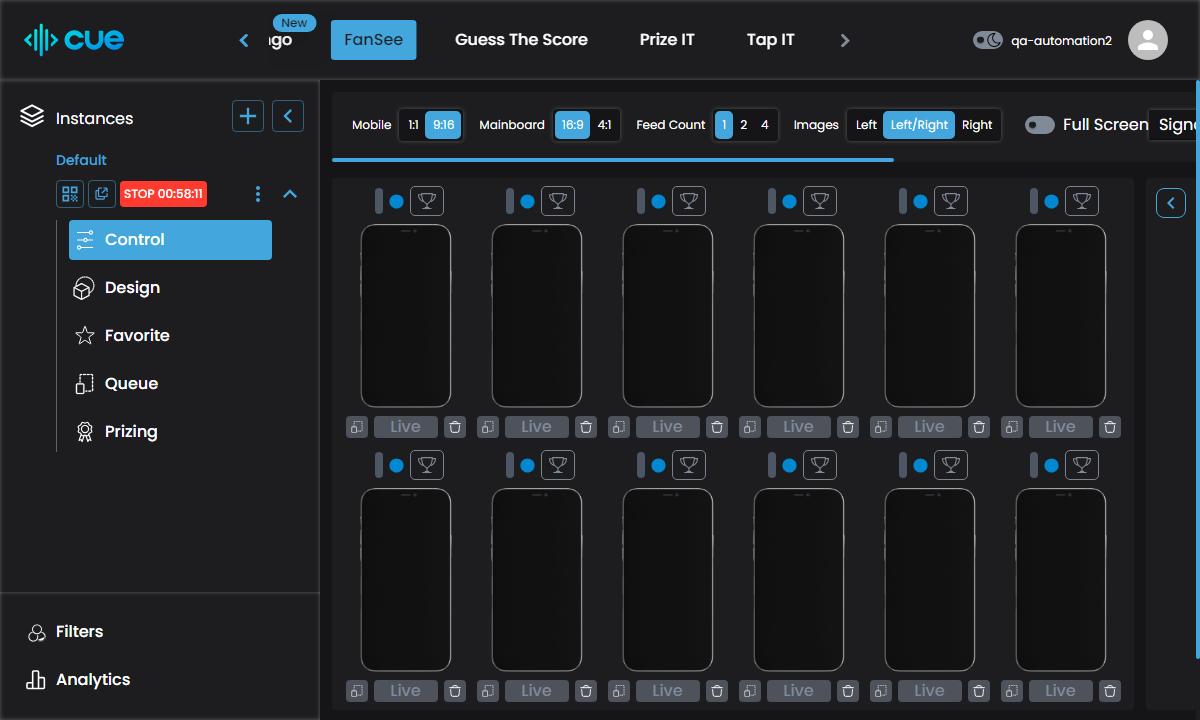 cue
New
FanSee
Guess The Score
Prize IT
Tap IT
qa-automation2
Instances
Mobile 1:1 9:16 Mainboard 16:9 4:1 Feed Count 1 2 4 Images Left Left/Right Right Full Screen
Default
STOP 00:58:11
Control
Design
Favorite
Queue
Prizing
Live Live Live Live Live Live
Filters
Analytics
Live Live Live Live Live Live